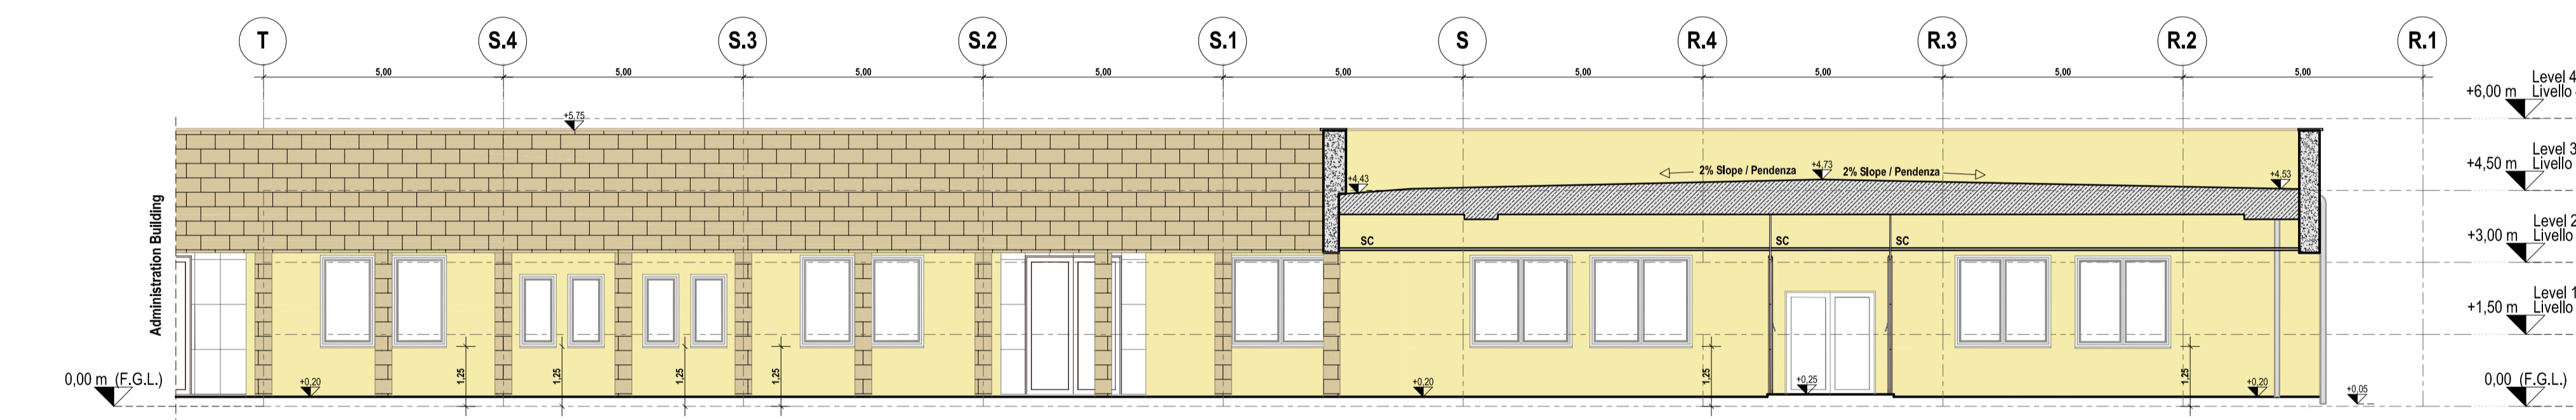 T S.4 S.3 S.2 S.1 S R.4 R.3 R.2 R.1
5,00 5,00 5,00 5,00 5,00 5,00 5,00 5,00 5,00
Level 4
+6,00 m Livello
+5,75
Level 3
+4,50 m Livello
+4,43
2% Slope / Pendenza
+4,73
2% Slope / Pendenza
+4,53
Administration Building
Level 2
+3,00 m Livello
SC SC SC
Level 1
+1,50 m Livello
0,00 m (F.G.L.)
+0,20
1,25
1,25
1,25
1,25
+0,20
1,25
+0,25
1,25
+0,20
+0,05
0,00 (F.G.L.)